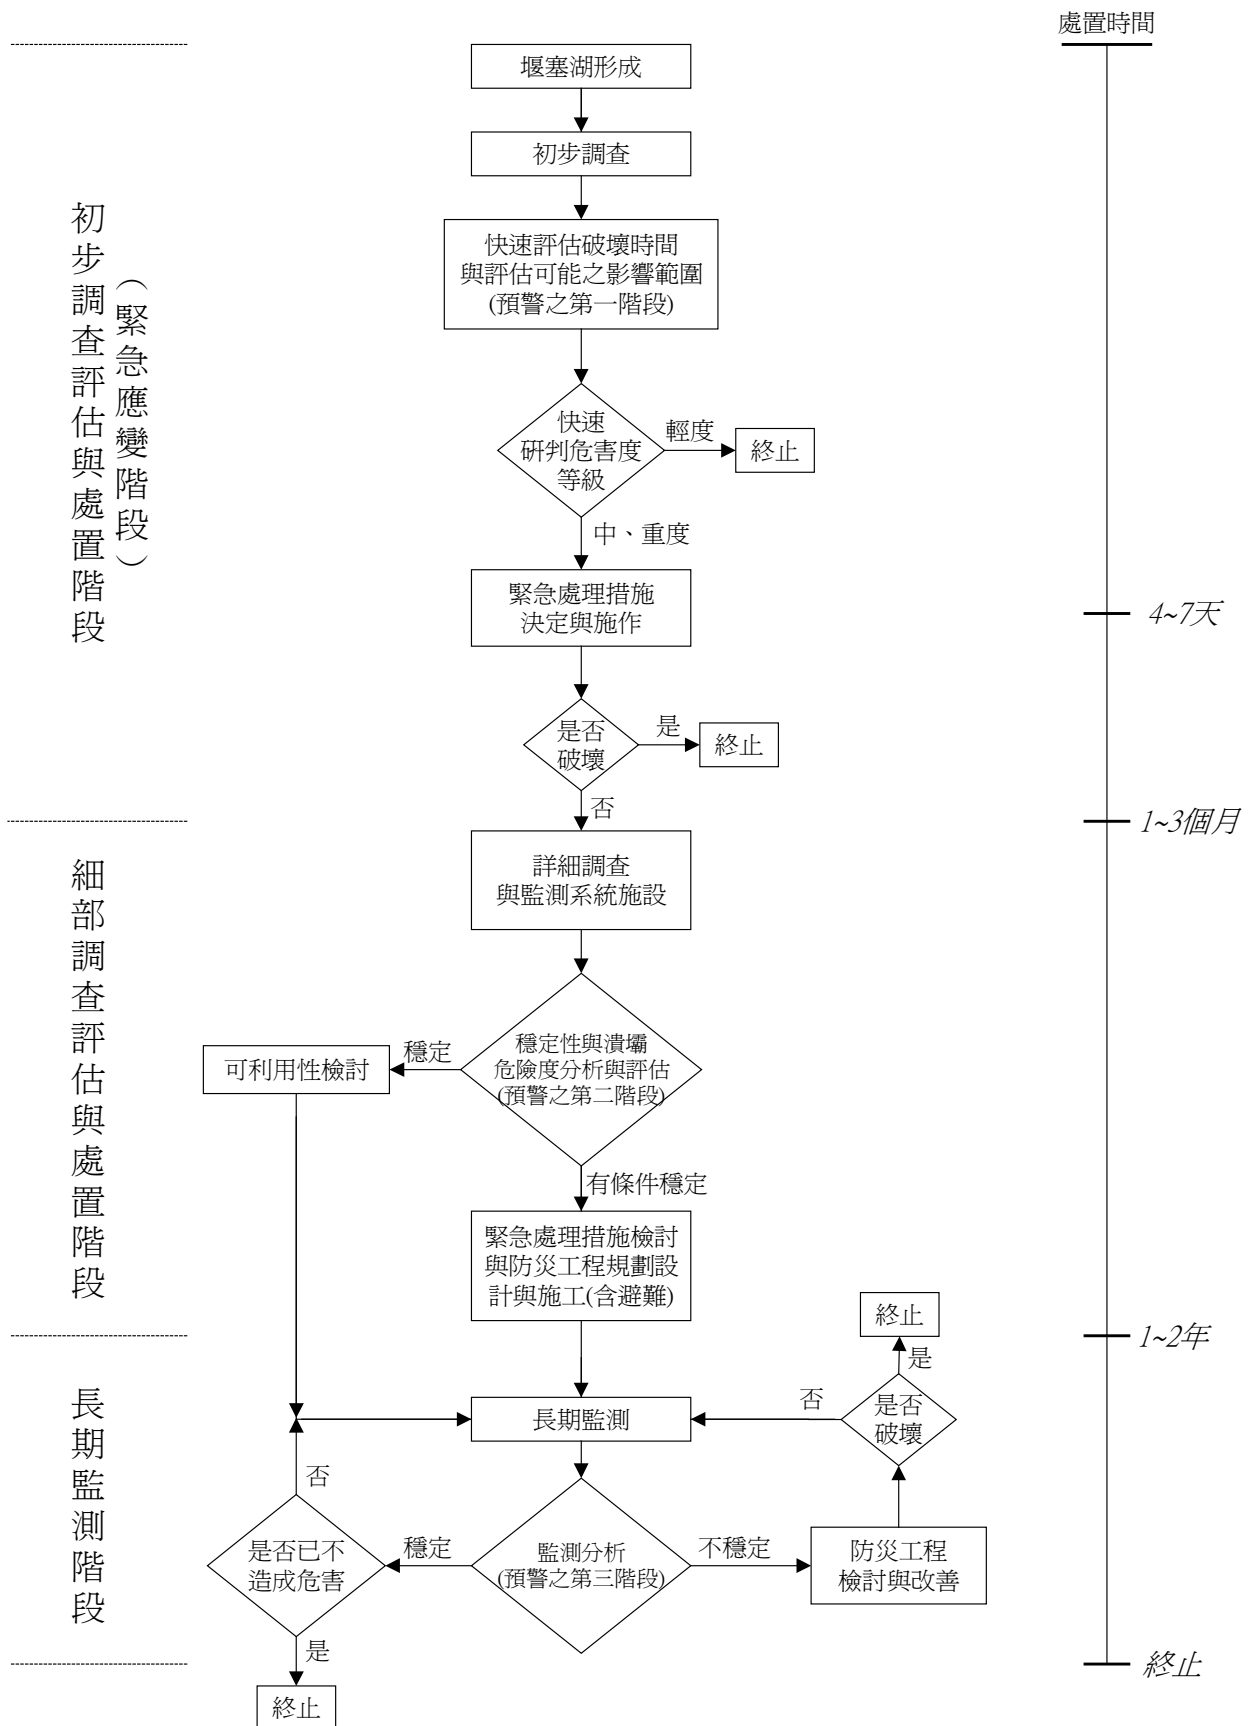 處置時間
堰塞湖形成
初步調查
快速評估破壞時間
與評估可能之影響範圍
(預警之第一階段)
初步調查評估與處置階段
（緊急應變階段）
快速
研判危害度
等級
輕度
終止
中、重度
緊急處理措施
決定與施作
4~7天
是否
破壞
是
終止
否
1~3個月
詳細調查
與監測系統施設
細部調查評估與處置階段
穩定性與潰壩
危險度分析與評估
(預警之第二階段)
穩定
可利用性檢討
有條件穩定
緊急處理措施檢討
與防災工程規劃設
計與施工(含避難)
終止
1~2年
是
是否
破壞
否
長期監測
長期監測階段
否
是否已不
造成危害
穩定
監測分析
(預警之第三階段)
不穩定
防災工程
檢討與改善
是
終止
終止